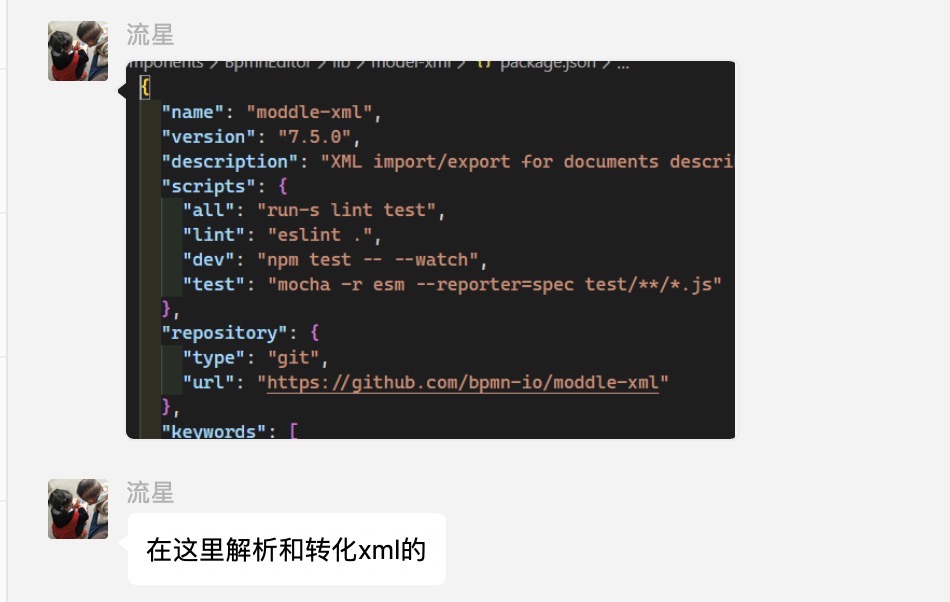 流星
mponents > BpmnEditor > lib > model-xml > {} package.json > ...
{
"name": "moddle-xml",
"version": "7.5.0",
"description": "XML import/export for documents descri
"scripts": {
"all": "run-s lint test",
"lint": "eslint .",
"dev": "npm test -- --watch",
"test": "mocha -r esm --reporter=spec test/**/*.js"
},
"repository": {
"type": "git",
"url": "https://github.com/bpmn-io/moddle-xml"
},
"keywords": [
流星
在这里解析和转化xml的